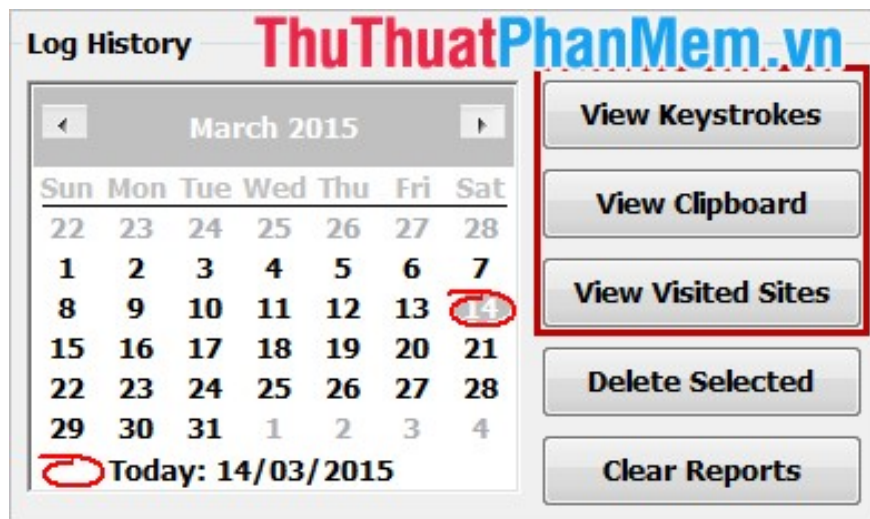 Log History
ThuThuatPhanMem.vn
March 2015
Sun Mon Tue Wed Thu Fri Sat
22 23 24 25 26 27 28
1 2 3 4 5 6 7
8 9 10 11 12 13 14
15 16 17 18 19 20 21
22 23 24 25 26 27 28
29 30 31 1 2 3 4
Today: 14/03/2015
View Keystrokes
View Clipboard
View Visited Sites
Delete Selected
Clear Reports